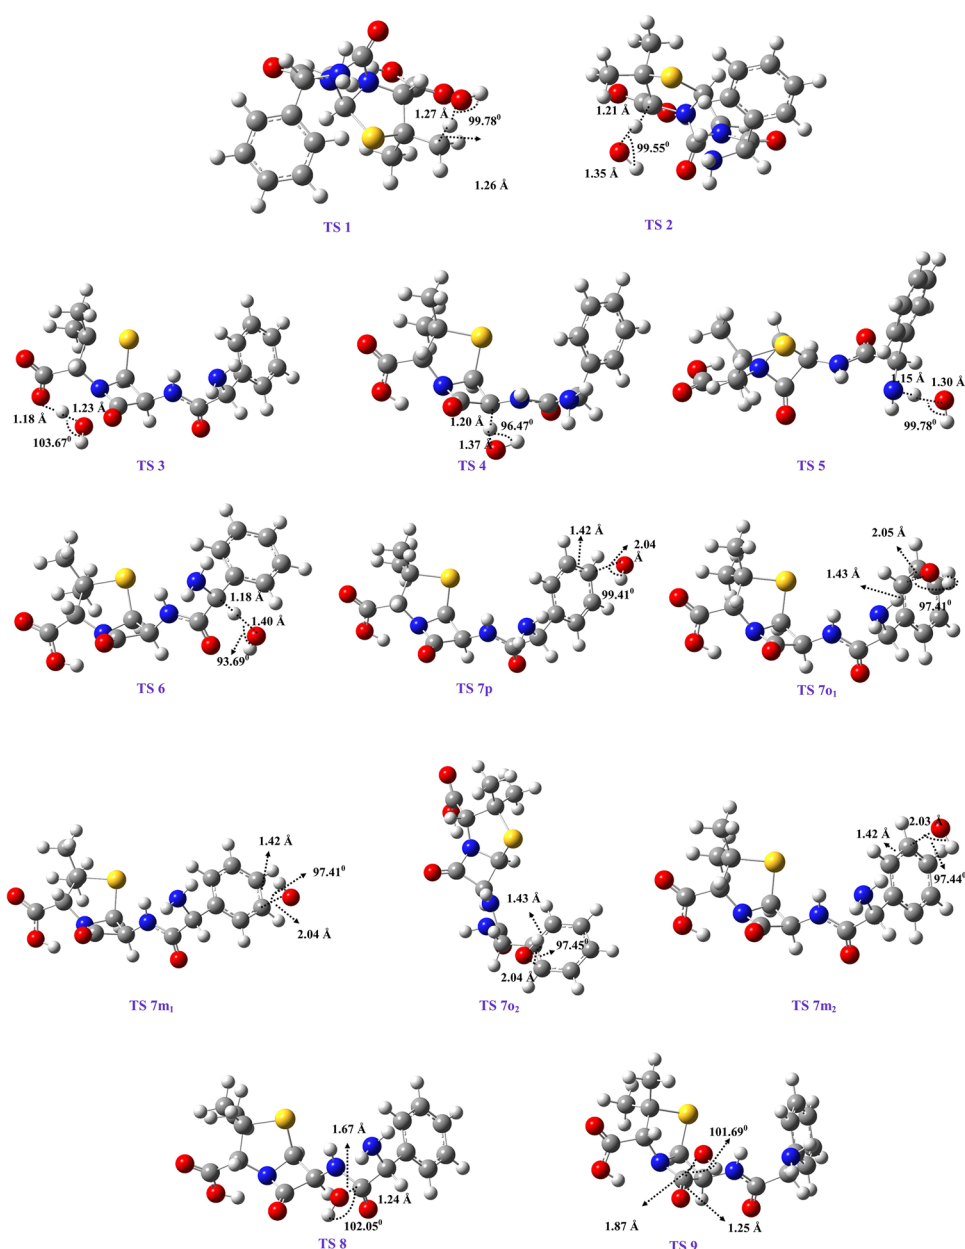 1.27 Å
99.78⁰
1.26 Å
TS 1
1.21 Å
99.55⁰
1.35 Å
TS 2
1.18 Å
1.23 Å
103.67⁰
TS 3
1.20 Å
96.47⁰
1.37 Å
TS 4
1.15 Å
1.30 Å
99.78⁰
TS 5
1.18 Å
1.40 Å
93.69⁰
TS 6
1.42 Å
2.04
Å
99.41⁰
TS 7p
2.05 Å
1.43 Å
97.41⁰
TS 7o₁
1.42 Å
97.41⁰
2.04 Å
TS 7m₁
1.43 Å
97.45⁰
2.04 Å
TS 7o₂
2.03 Å
1.42 Å
97.44⁰
TS 7m₂
1.67 Å
1.24 Å
102.05⁰
TS 8
101.69⁰
1.87 Å
1.25 Å
TS 9